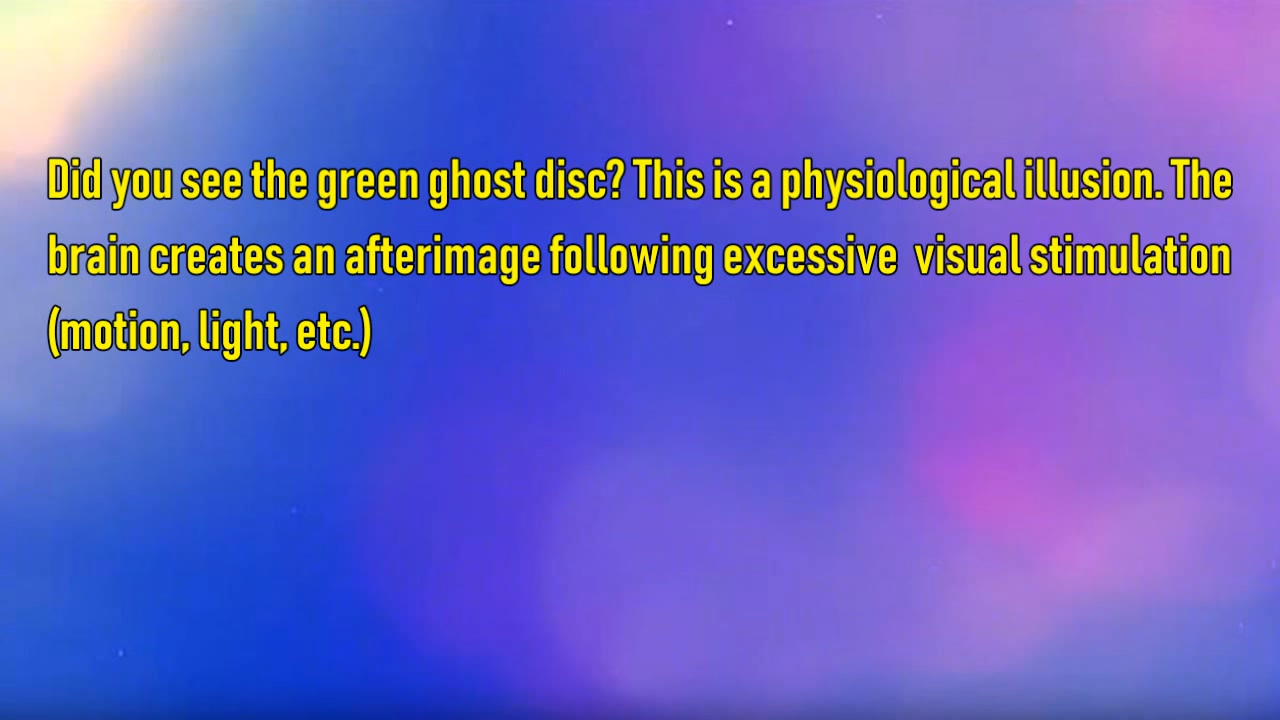 Did you see the green ghost disc? This is a physiological illusion. The
brain creates an afterimage following excessive  visual stimulation
(motion, light, etc.)